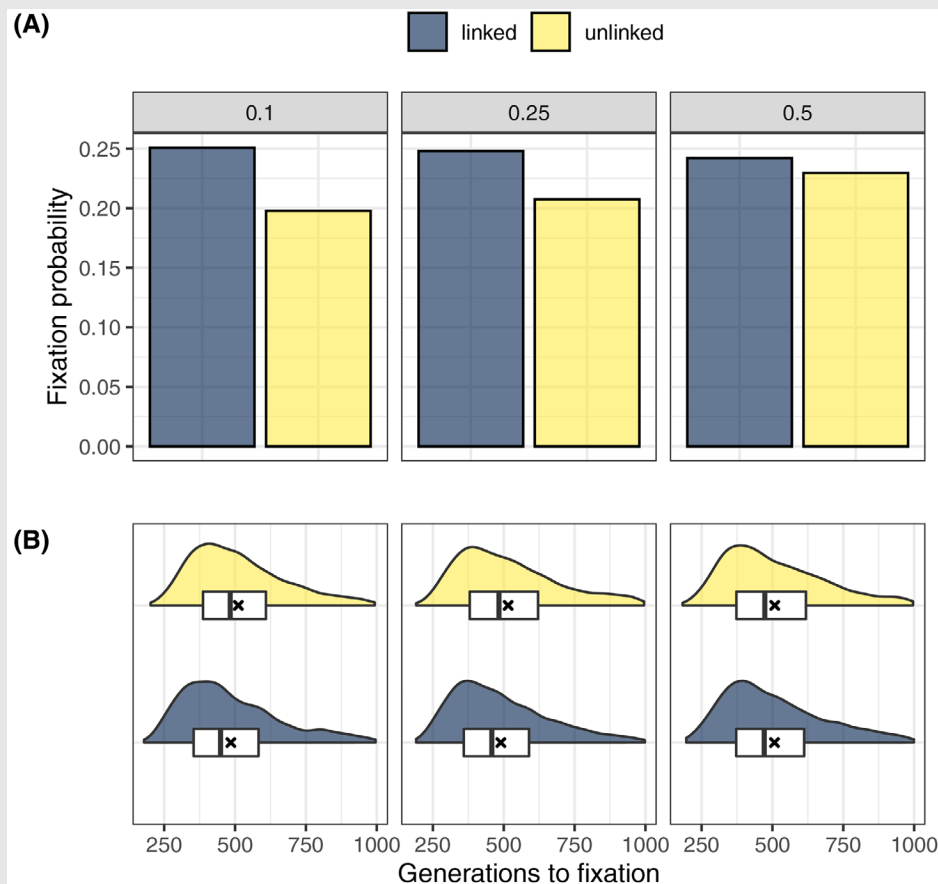 (A)
linked unlinked
0.1 0.25 0.5
Fixation probability
0.25
0.20
0.15
0.10
0.05
0.00
(B)
250 500 750 1000 250 500 750 1000 250 500 750 1000
Generations to fixation